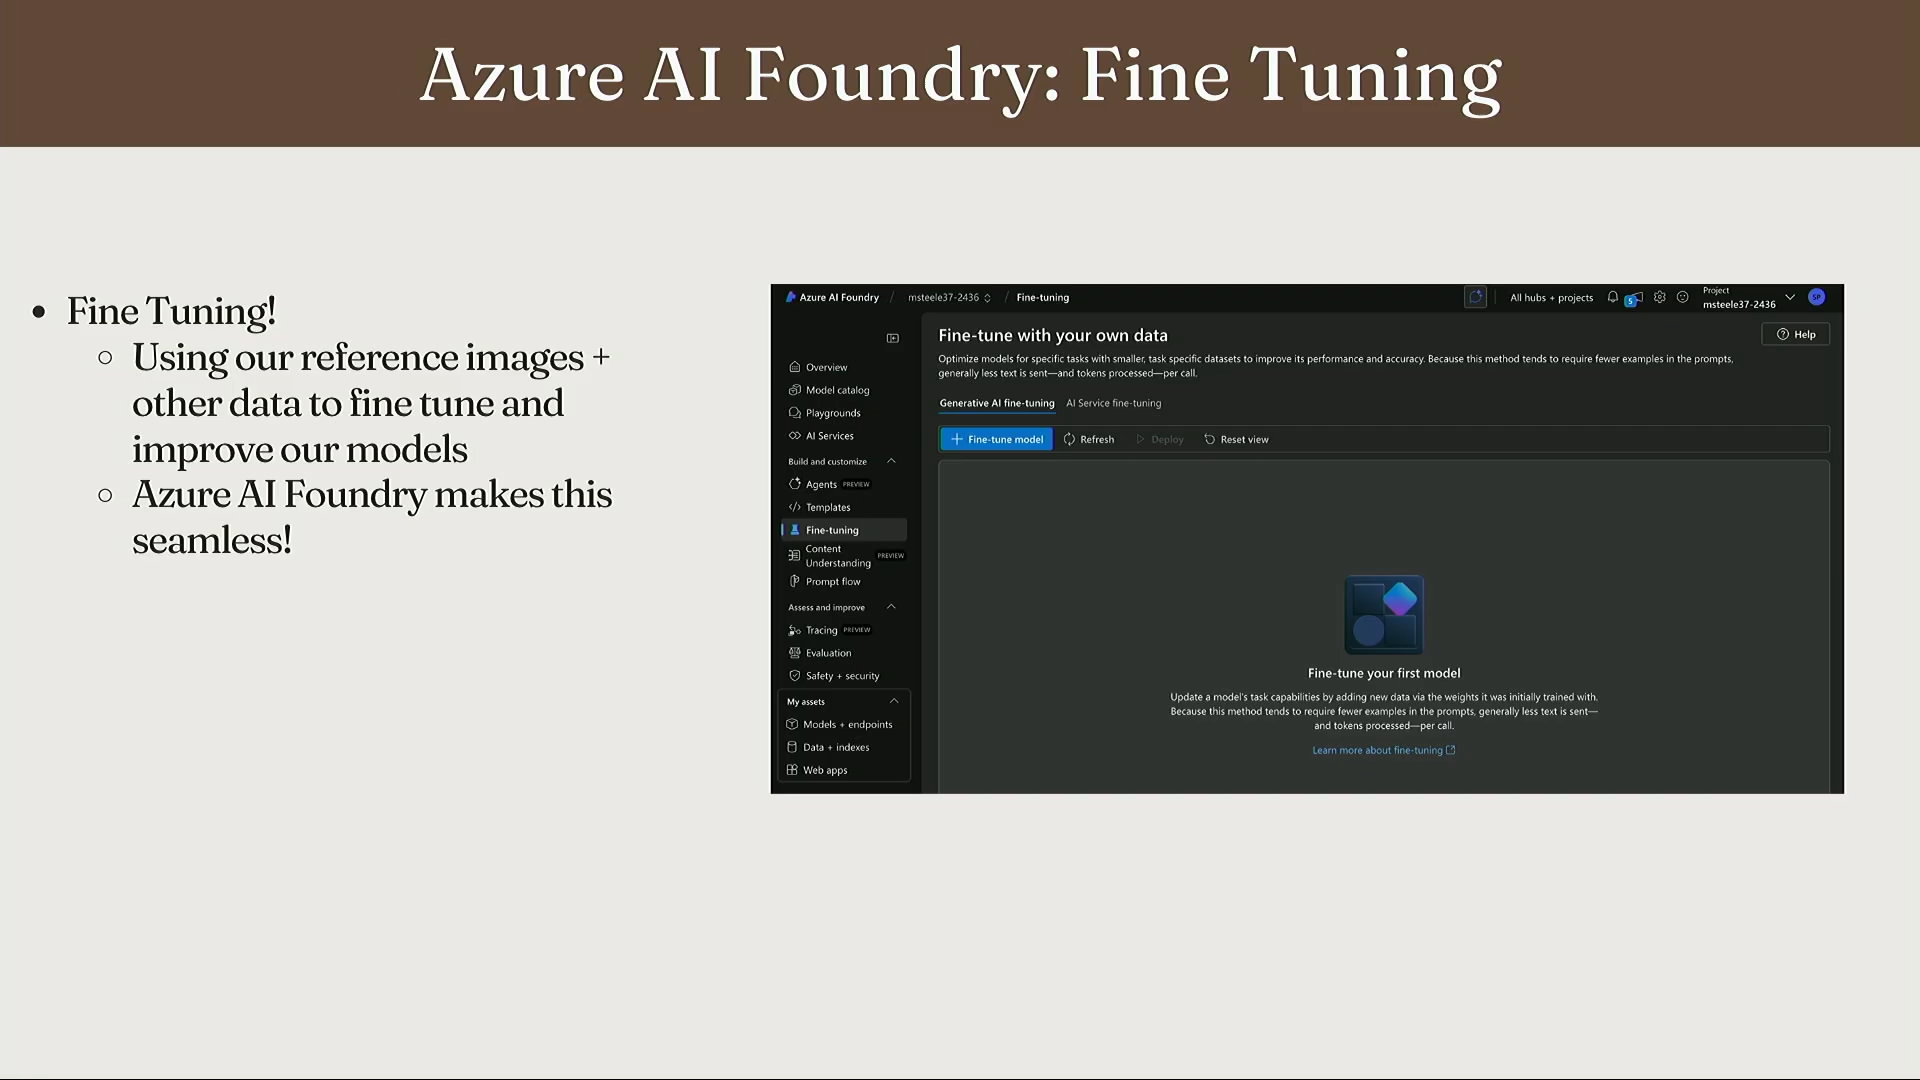 Azure AI Foundry: Fine Tuning
• Fine Tuning!
○ Using our reference images +
other data to fine tune and
improve our models
○ Azure AI Foundry makes this
seamless!
Azure AI Foundry / msteele37-2436 / Fine-tuning
All hubs + projects
5
Project
msteele37-2436
SP
Overview
Model catalog
Playgrounds
AI Services
Build and customize
Agents PREVIEW
Templates
Fine-tuning
Content
Understanding PREVIEW
Prompt flow
Assess and improve
Tracing PREVIEW
Evaluation
Safety + security
My assets
Models + endpoints
Data + indexes
Web apps
Fine-tune with your own data
Help
Optimize models for specific tasks with smaller, task specific datasets to improve its performance and accuracy. Because this method tends to require fewer examples in the prompts,
generally less text is sent—and tokens processed—per call.
Generative AI fine-tuning AI Service fine-tuning
+ Fine-tune model Refresh Deploy Reset view
Fine-tune your first model
Update a model's task capabilities by adding new data via the weights it was initially trained with.
Because this method tends to require fewer examples in the prompts, generally less text is sent—
and tokens processed—per call.
Learn more about fine-tuning